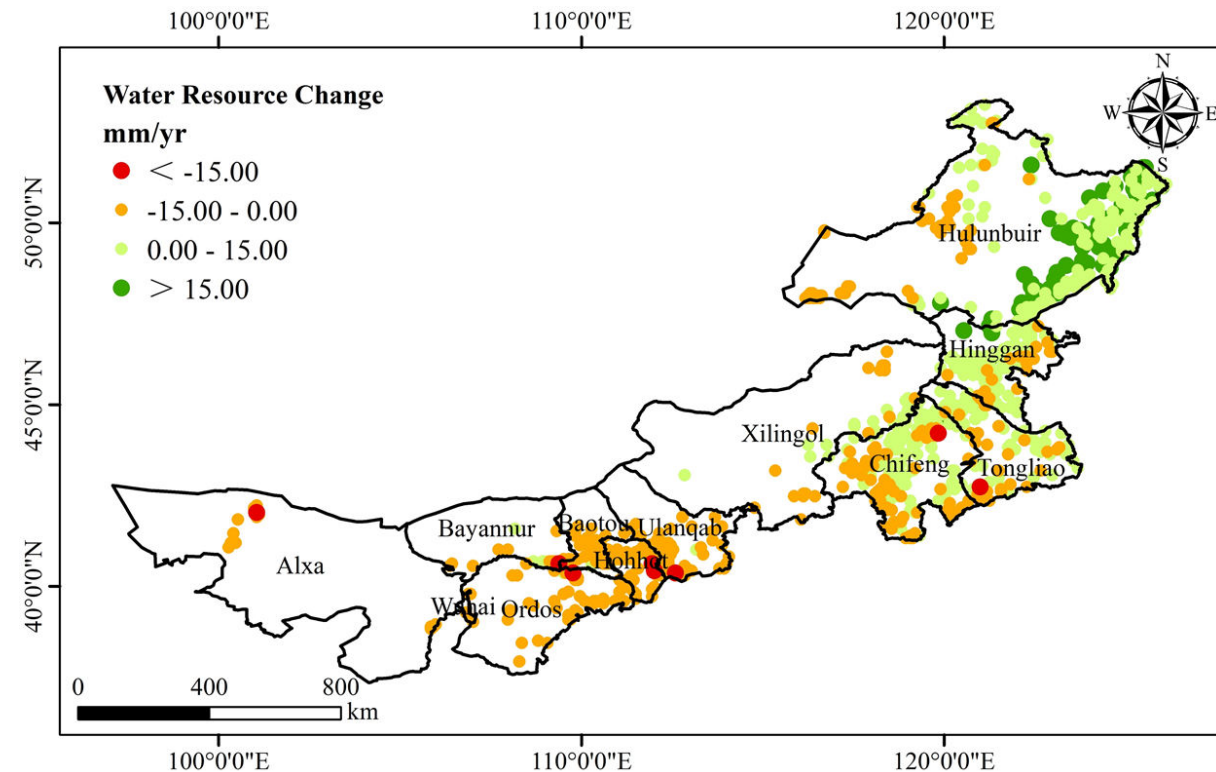 100°0'0"E
110°0'0"E
120°0'0"E
N
W
E
S
Water Resource Change
mm/yr
< -15.00
-15.00 - 0.00
0.00 - 15.00
> 15.00
50°0'0"N
45°0'0"N
40°0'0"N
Hulunbuir
Hinggan
Xilingol
Chifeng
Tongliao
Bayannur
Baotou
Ulanqab
Hohhot
Alxa
Wuhai
Ordos
0
400
800
km
100°0'0"E
110°0'0"E
120°0'0"E